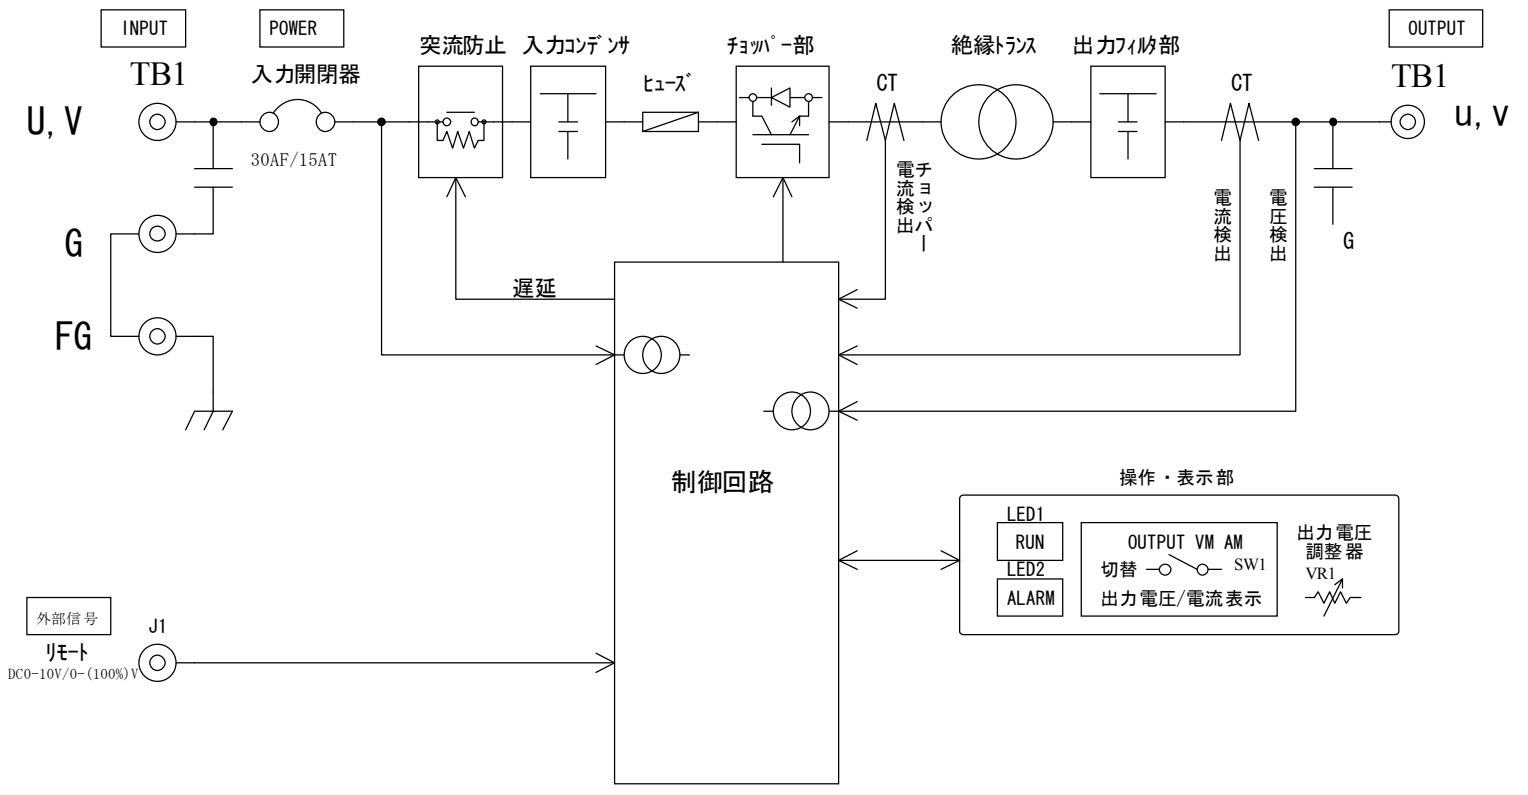 INPUT
POWER
OUTPUT
TB1
入力開閉器
突流防止
入力ｺﾝﾃﾞﾝｻ
ﾋｭｰｽﾞ
ﾁｮｯﾊﾟｰ部
CT
絶縁ﾄﾗﾝｽ
出力ﾌｨﾙﾀ部
CT
TB1
U, V
30AF/15AT
u, v
チョッパー
電流検出
電流検出
電圧検出
G
G
遅延
FG
制御回路
操作・表示部
LED1
RUN
LED2
ALARM
OUTPUT VM AM
切替
SW1
出力電圧/電流表示
出力電圧
調整器
VR1
外部信号
J1
ﾘﾓｰﾄ
DC0-10V/0-(100%)V